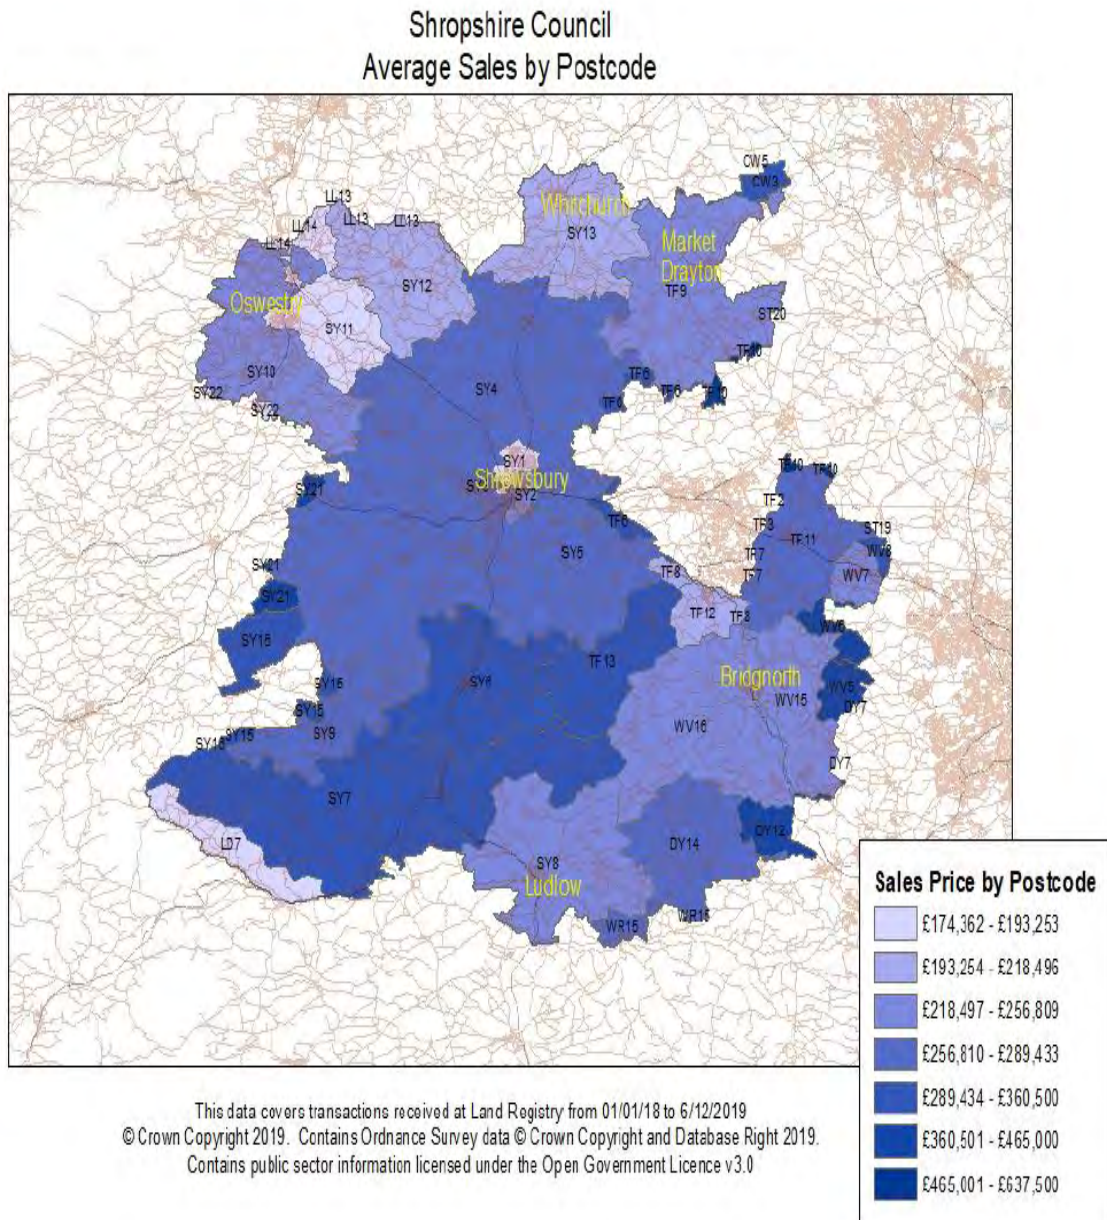 Shropshire Council
Average Sales by Postcode
CW5
CW3
LL13
LL14
LL13
LL13
Whitchurch
SY13
LL14
Market
Drayton
TF9
Oswestry
SY12
SY11
ST20
TF10
SY10
SY22
SY22
SY4
TF6
TF6
TF6
TF10
SY1
Shrewsbury
SY2
SY21
TF6
TF10
TF10
TF2
TF3
TF11
ST19
WV8
SY5
TF7
TF7
WV7
TF8
SY21
SY21
TF12
TF8
WV6
SY15
TF13
SY6
Bridgnorth
WV5
WV15
DY7
SY15
SY15
WV16
SY9
SY15
DY7
SY7
DY12
DY14
LD7
SY8
Ludlow
WR15
WR15
Sales Price by Postcode
£174,362 - £193,253
£193,254 - £218,496
£218,497 - £256,809
£256,810 - £289,433
£289,434 - £360,500
£360,501 - £465,000
£465,001 - £637,500
This data covers transactions received at Land Registry from 01/01/18 to 6/12/2019
© Crown Copyright 2019. Contains Ordnance Survey data © Crown Copyright and Database Right 2019.
Contains public sector information licensed under the Open Government Licence v3.0